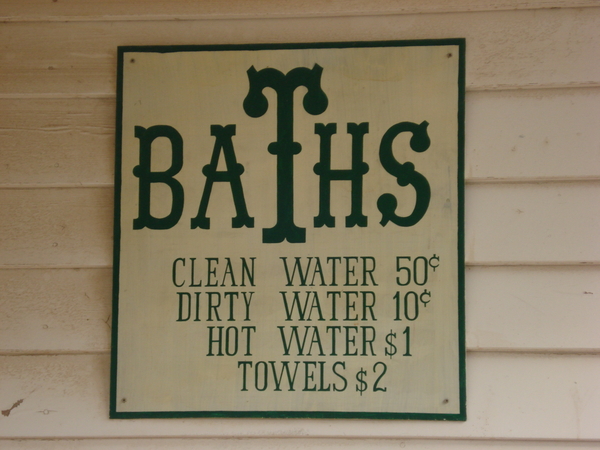 BATHS
CLEAN WATER 50¢
DIRTY WATER 10¢
HOT WATER $1
TOWELS $2